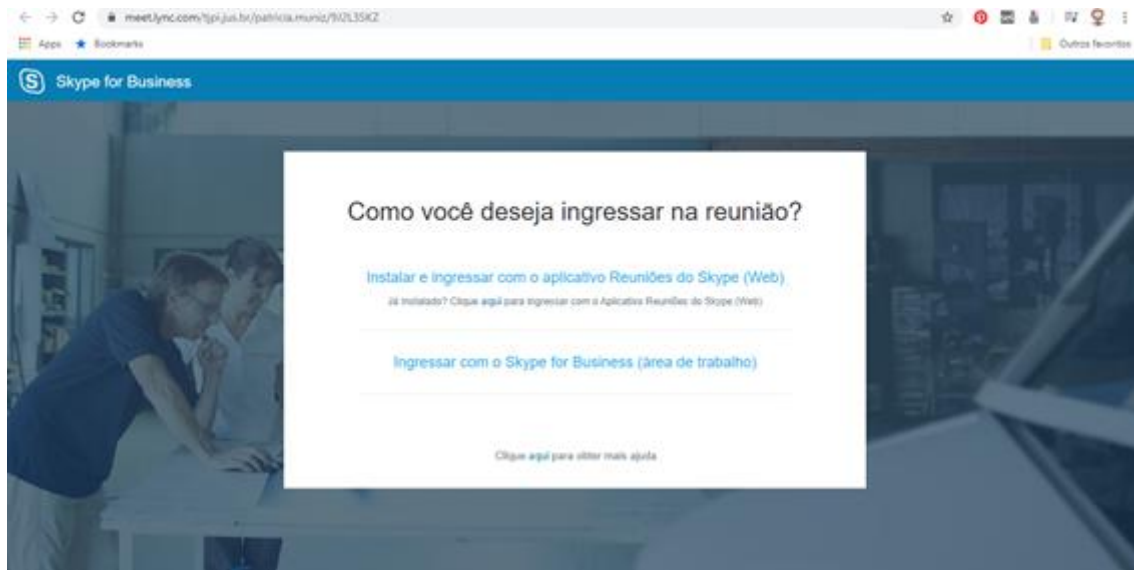 meet.lync.com/tjpi.jus.br/patricia.muniz/
Apps Bookmarks Outros favoritos
Skype for Business
Como você deseja ingressar na reunião?
Instalar e ingressar com o aplicativo Reuniões do Skype (Web)
Já instalado? Clique aqui para ingressar com o Aplicativo Reuniões do Skype (Web)
Ingressar com o Skype for Business (área de trabalho)
Clique aqui para obter mais ajuda